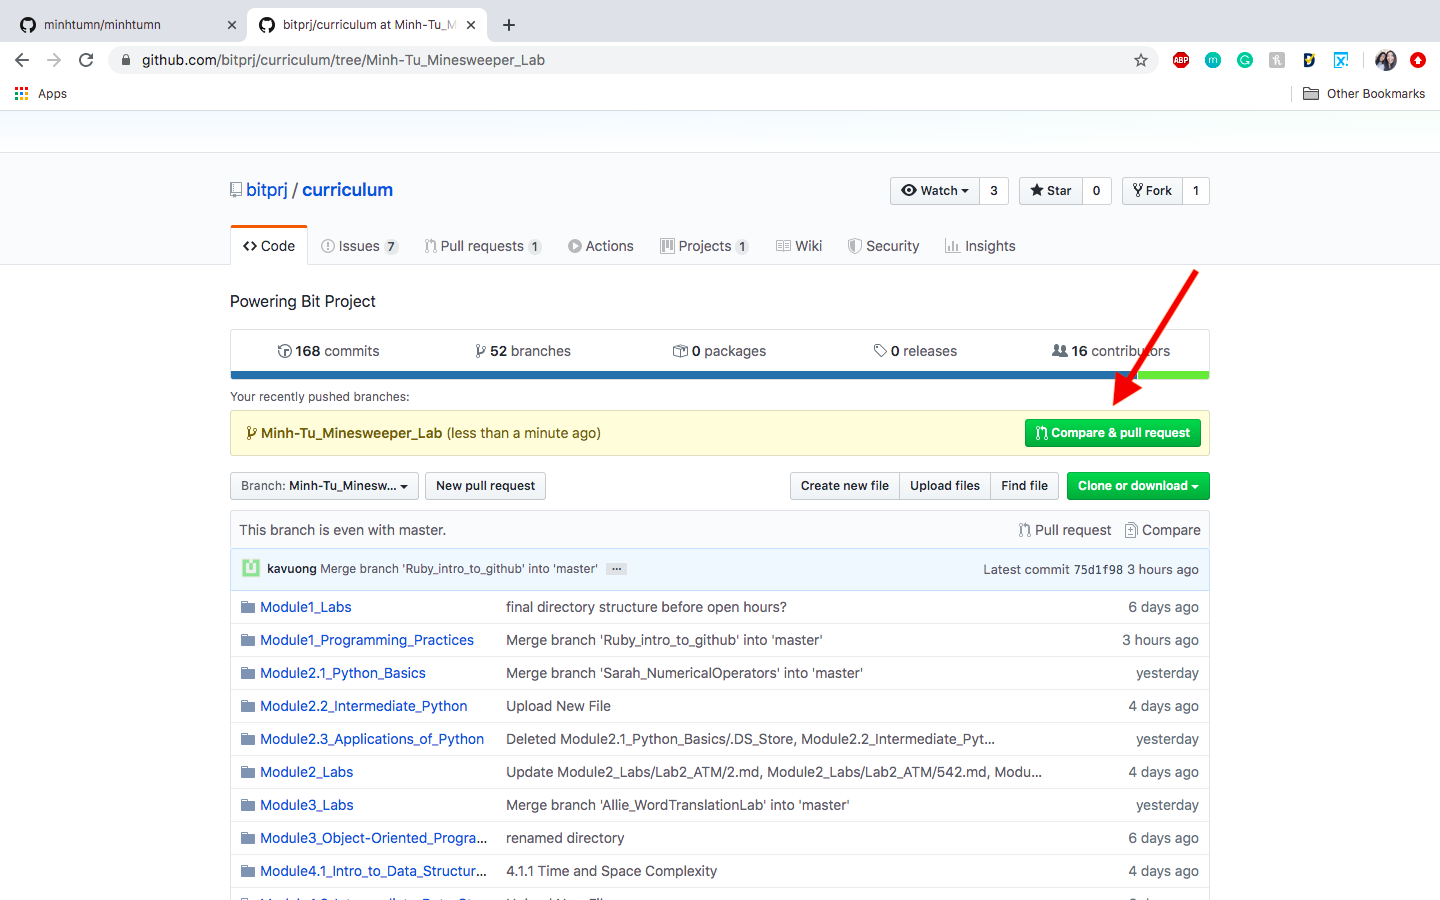 minhtumn/minhtumn
bitprj/curriculum at Minh-Tu_M
github.com/bitprj/curriculum/tree/Minh-Tu_Minesweeper_Lab
ABP
m
G
h
D
X
Apps
Other Bookmarks
bitprj / curriculum
Watch 3
Star 0
Fork 1
Code
Issues 7
Pull requests 1
Actions
Projects 1
Wiki
Security
Insights
Powering Bit Project
168 commits
52 branches
0 packages
0 releases
16 contributors
Your recently pushed branches:
Minh-Tu_Minesweeper_Lab (less than a minute ago)
Compare & pull request
Branch: Minh-Tu_Minesw...
New pull request
Create new file
Upload files
Find file
Clone or download
This branch is even with master.
Pull request
Compare
kavuong Merge branch 'Ruby_intro_to_github' into 'master' ...
Latest commit 75d1f98 3 hours ago
Module1_Labs final directory structure before open hours? 6 days ago
Module1_Programming_Practices Merge branch 'Ruby_intro_to_github' into 'master' 3 hours ago
Module2.1_Python_Basics Merge branch 'Sarah_NumericalOperators' into 'master' yesterday
Module2.2_Intermediate_Python Upload New File 4 days ago
Module2.3_Applications_of_Python Deleted Module2.1_Python_Basics/.DS_Store, Module2.2_Intermediate_Pyt... yesterday
Module2_Labs Update Module2_Labs/Lab2_ATM/2.md, Module2_Labs/Lab2_ATM/542.md, Modu... 4 days ago
Module3_Labs Merge branch 'Allie_WordTranslationLab' into 'master' yesterday
Module3_Object-Oriented_Progra... renamed directory 6 days ago
Module4.1_Intro_to_Data_Structur... 4.1.1 Time and Space Complexity 4 days ago